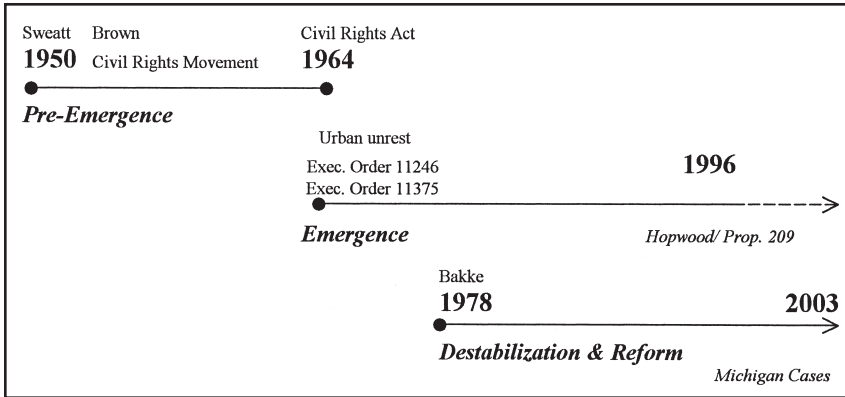 Sweatt Brown Civil Rights Act
1950 Civil Rights Movement 1964
Pre-Emergence
Urban unrest
Exec. Order 11246 1996
Exec. Order 11375
Emergence Hopwood/ Prop. 209
Bakke
1978 2003
Destabilization & Reform
Michigan Cases